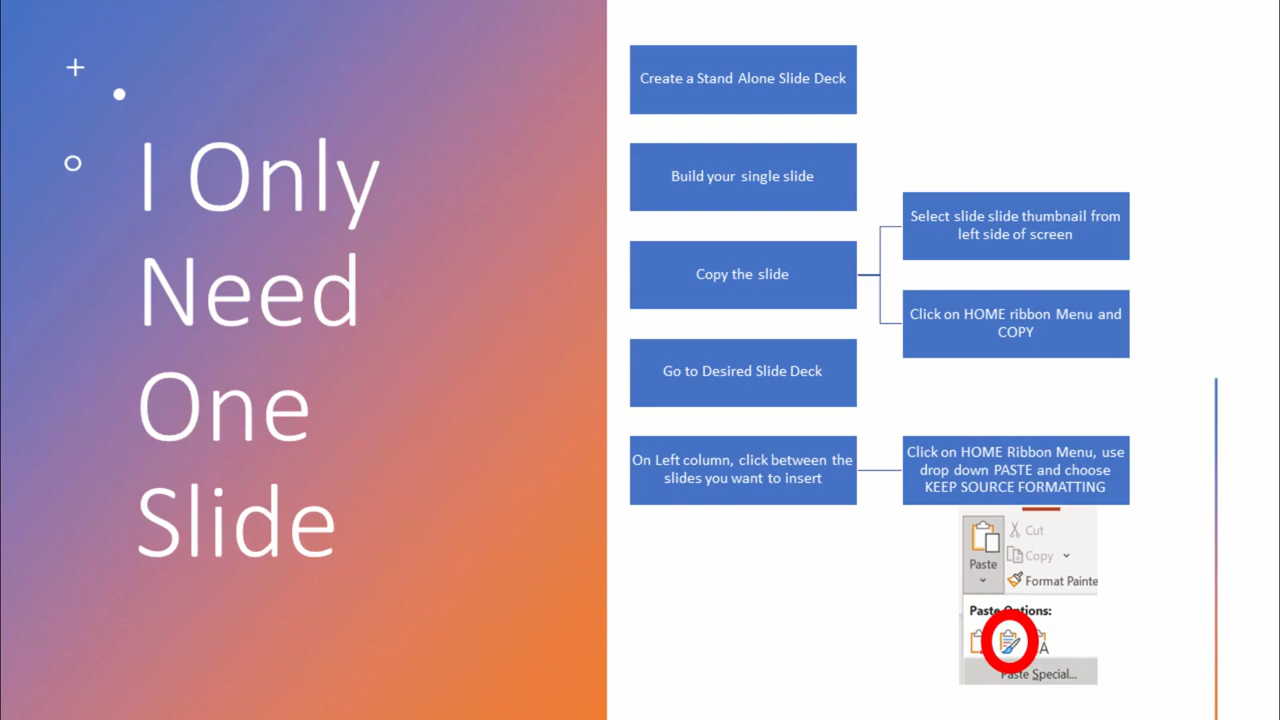 I Only
Need
One
Slide
Create a Stand Alone Slide Deck
Build your single slide
Copy the slide
Select slide slide thumbnail from
left side of screen
Click on HOME ribbon Menu and
COPY
Go to Desired Slide Deck
On Left column, click between the
slides you want to insert
Click on HOME Ribbon Menu, use
drop down PASTE and choose
KEEP SOURCE FORMATTING
Cut
Copy
Paste
Format Painte
Paste Options:
A
Paste Special...